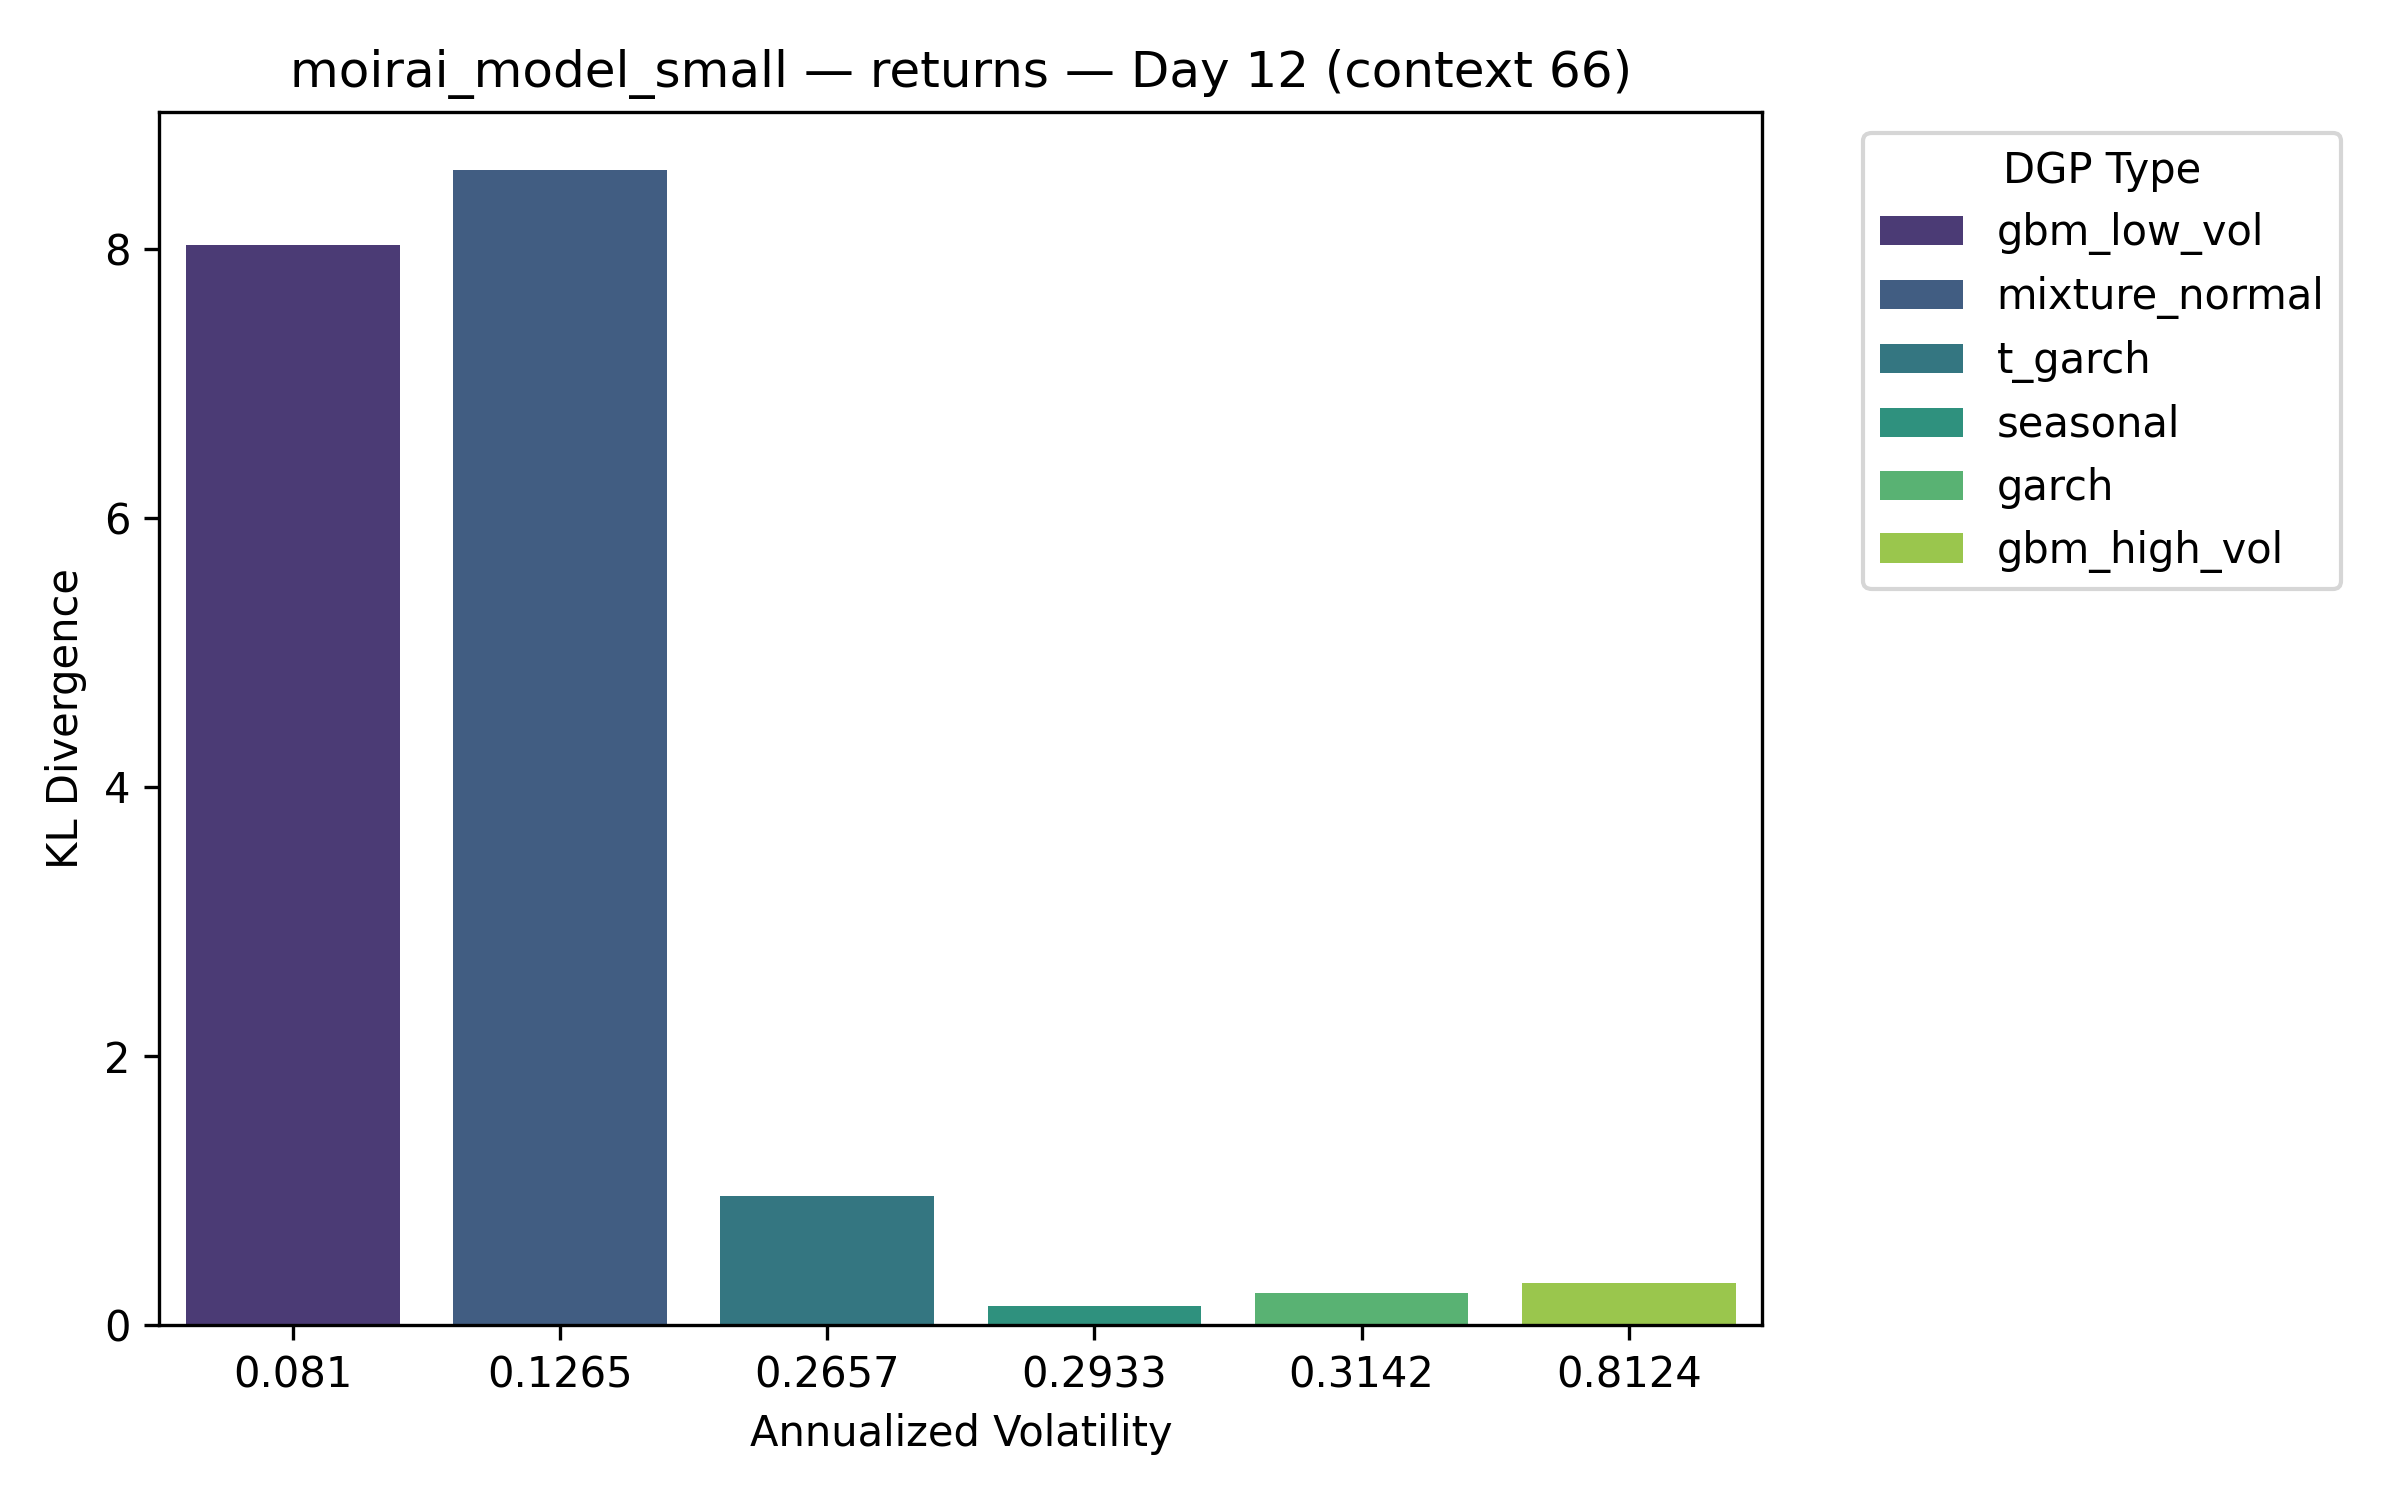 moirai_model_small — returns — Day 12 (context 66)
KL Divergence
8
6
4
2
0
0.081 0.1265 0.2657 0.2933 0.3142 0.8124
Annualized Volatility
DGP Type
gbm_low_vol
mixture_normal
t_garch
seasonal
garch
gbm_high_vol